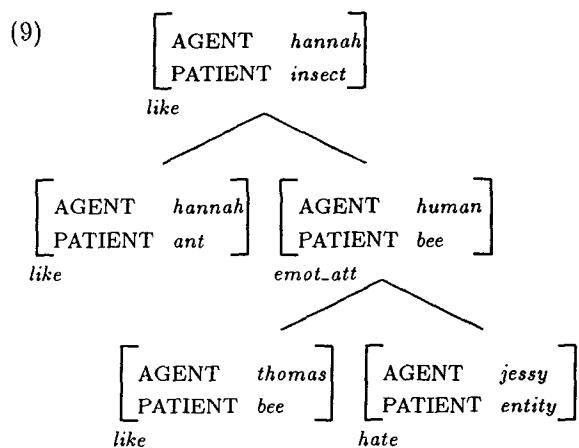 (9)
AGENT hannah
PATIENT insect
like
AGENT hannah
PATIENT ant
like
AGENT human
PATIENT bee
emot_att
AGENT thomas
PATIENT bee
like
AGENT jessy
PATIENT entity
hate